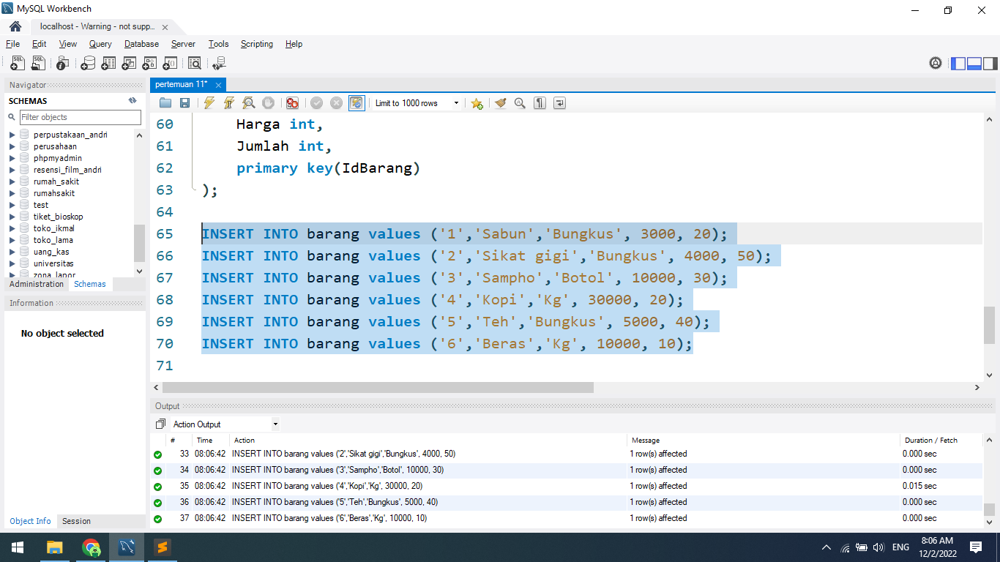 MySQL Workbench
localhost - Warning - not supp...
File Edit View Query Database Server Tools Scripting Help
Navigator
SCHEMAS
Filter objects
perpustakaan_andri
perusahaan
phpmyadmin
resensi_film_andri
rumah_sakit
rumahsakit
test
tiket_bioskop
toko_ikmal
toko_lama
uang_kas
universitas
Administration Schemas
Information
No object selected
Object Info Session
pertemuan 11*
Limit to 1000 rows
60 Harga int,
61 Jumlah int,
62 primary key(IdBarang)
63 );
64
65 INSERT INTO barang values ('1','Sabun','Bungkus', 3000, 20);
66 INSERT INTO barang values ('2','Sikat gigi','Bungkus', 4000, 50);
67 INSERT INTO barang values ('3','Sampho','Botol', 10000, 30);
68 INSERT INTO barang values ('4','Kopi','Kg', 30000, 20);
69 INSERT INTO barang values ('5','Teh','Bungkus', 5000, 40);
70 INSERT INTO barang values ('6','Beras','Kg', 10000, 10);
71
Output
Action Output
# Time Action Message Duration / Fetch
33 08:06:42 INSERT INTO barang values ('2','Sikat gigi','Bungkus', 4000, 50) 1 row(s) affected 0.000 sec
34 08:06:42 INSERT INTO barang values ('3','Sampho','Botol', 10000, 30) 1 row(s) affected 0.000 sec
35 08:06:42 INSERT INTO barang values ('4','Kopi','Kg', 30000, 20) 1 row(s) affected 0.015 sec
36 08:06:42 INSERT INTO barang values ('5','Teh','Bungkus', 5000, 40) 1 row(s) affected 0.000 sec
37 08:06:42 INSERT INTO barang values ('6','Beras','Kg', 10000, 10) 1 row(s) affected 0.000 sec
ENG
8:06 AM
12/2/2022